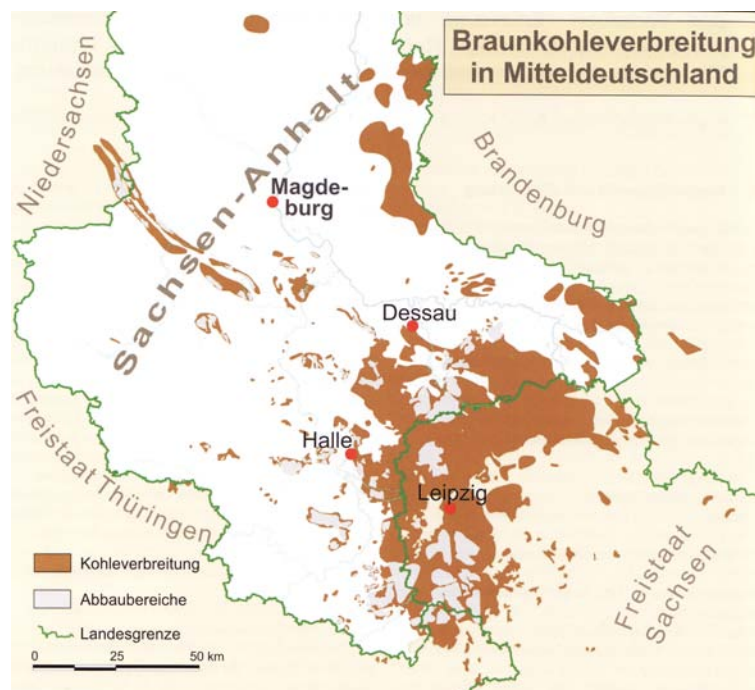 Braunkohleverbreitung
in Mitteldeutschland
Niedersachsen
Sachsen-Anhalt
Brandenburg
Magde-
burg
Dessau
Halle
Leipzig
Freistaat Thüringen
Freistaat
Sachsen
Kohleverbreitung
Abbaubereiche
Landesgrenze
0 25 50 km